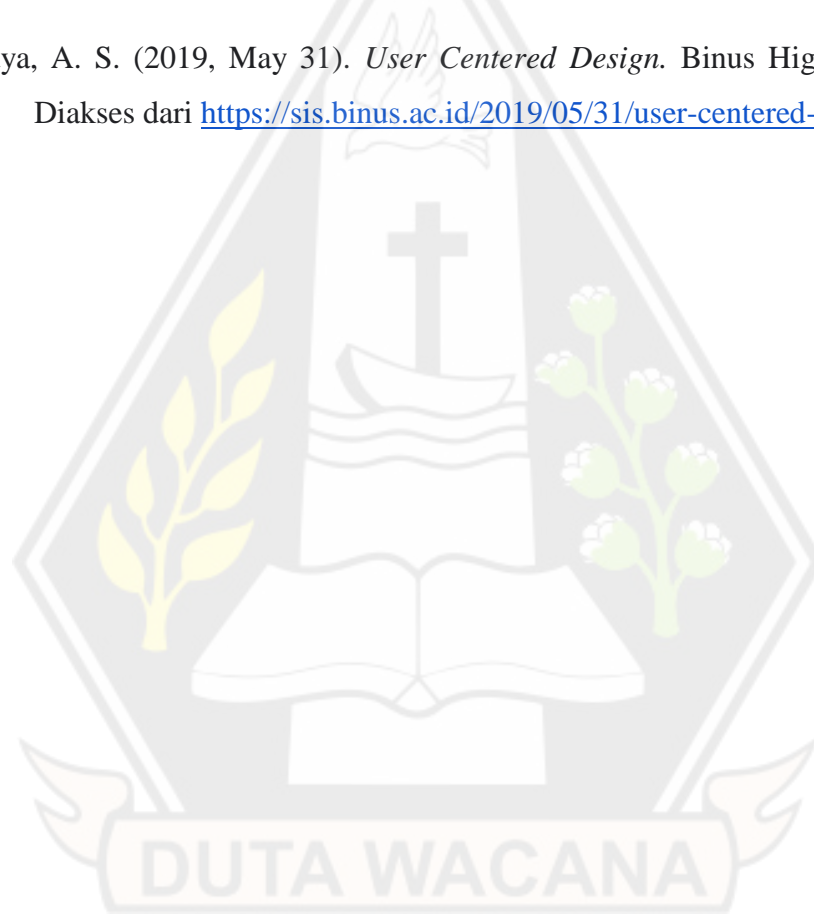 ya, A. S. (2019, May 31). User Centered Design. Binus Hig
Diakses dari https://sis.binus.ac.id/2019/05/31/user-centered-
DUTA WACANA